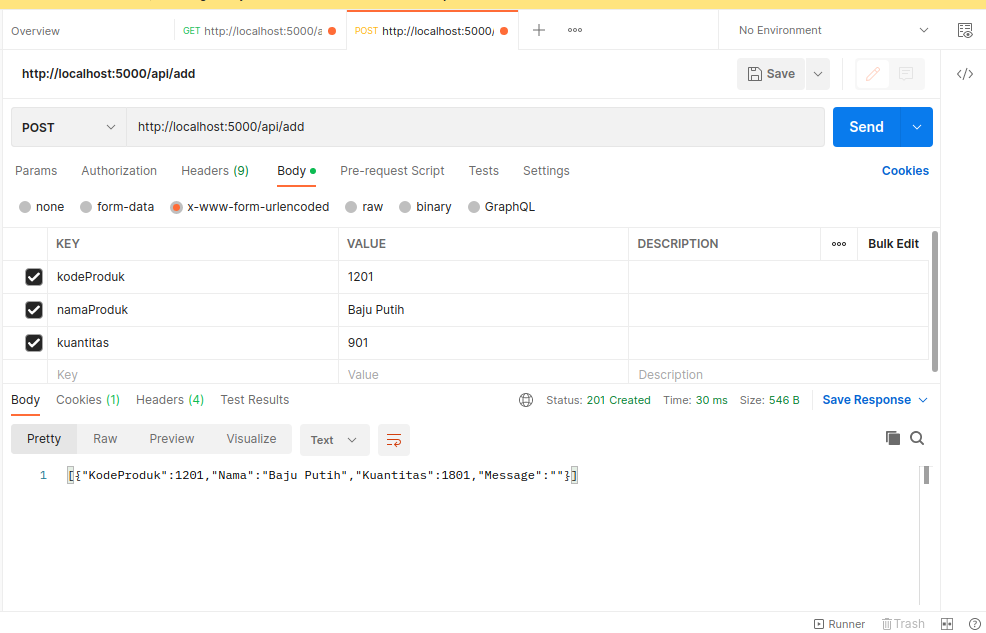 Overview GET http://localhost:5000/a POST http://localhost:5000/ No Environment
http://localhost:5000/api/add Save
POST http://localhost:5000/api/add Send
Params Authorization Headers (9) Body Pre-request Script Tests Settings Cookies
none form-data x-www-form-urlencoded raw binary GraphQL
KEY VALUE DESCRIPTION Bulk Edit
kodeProduk 1201
namaProduk Baju Putih
kuantitas 901
Key Value Description
Body Cookies (1) Headers (4) Test Results Status: 201 Created Time: 30 ms Size: 546 B Save Response
Pretty Raw Preview Visualize Text
1 [{"KodeProduk":1201,"Nama":"Baju Putih","Kuantitas":1801,"Message":""}]
Runner Trash